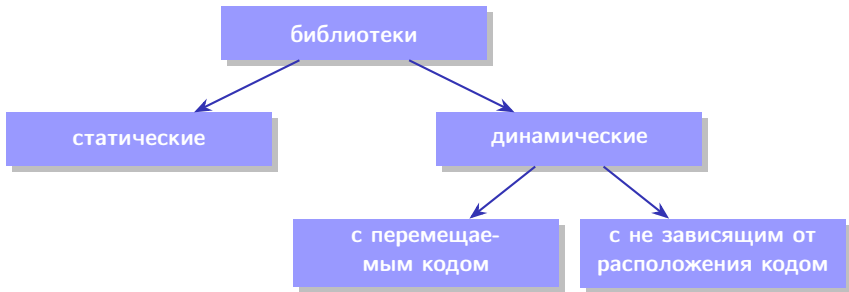 библиотеки
статические
динамические
с перемещае-
мым кодом
с не зависящим от
расположения кодом